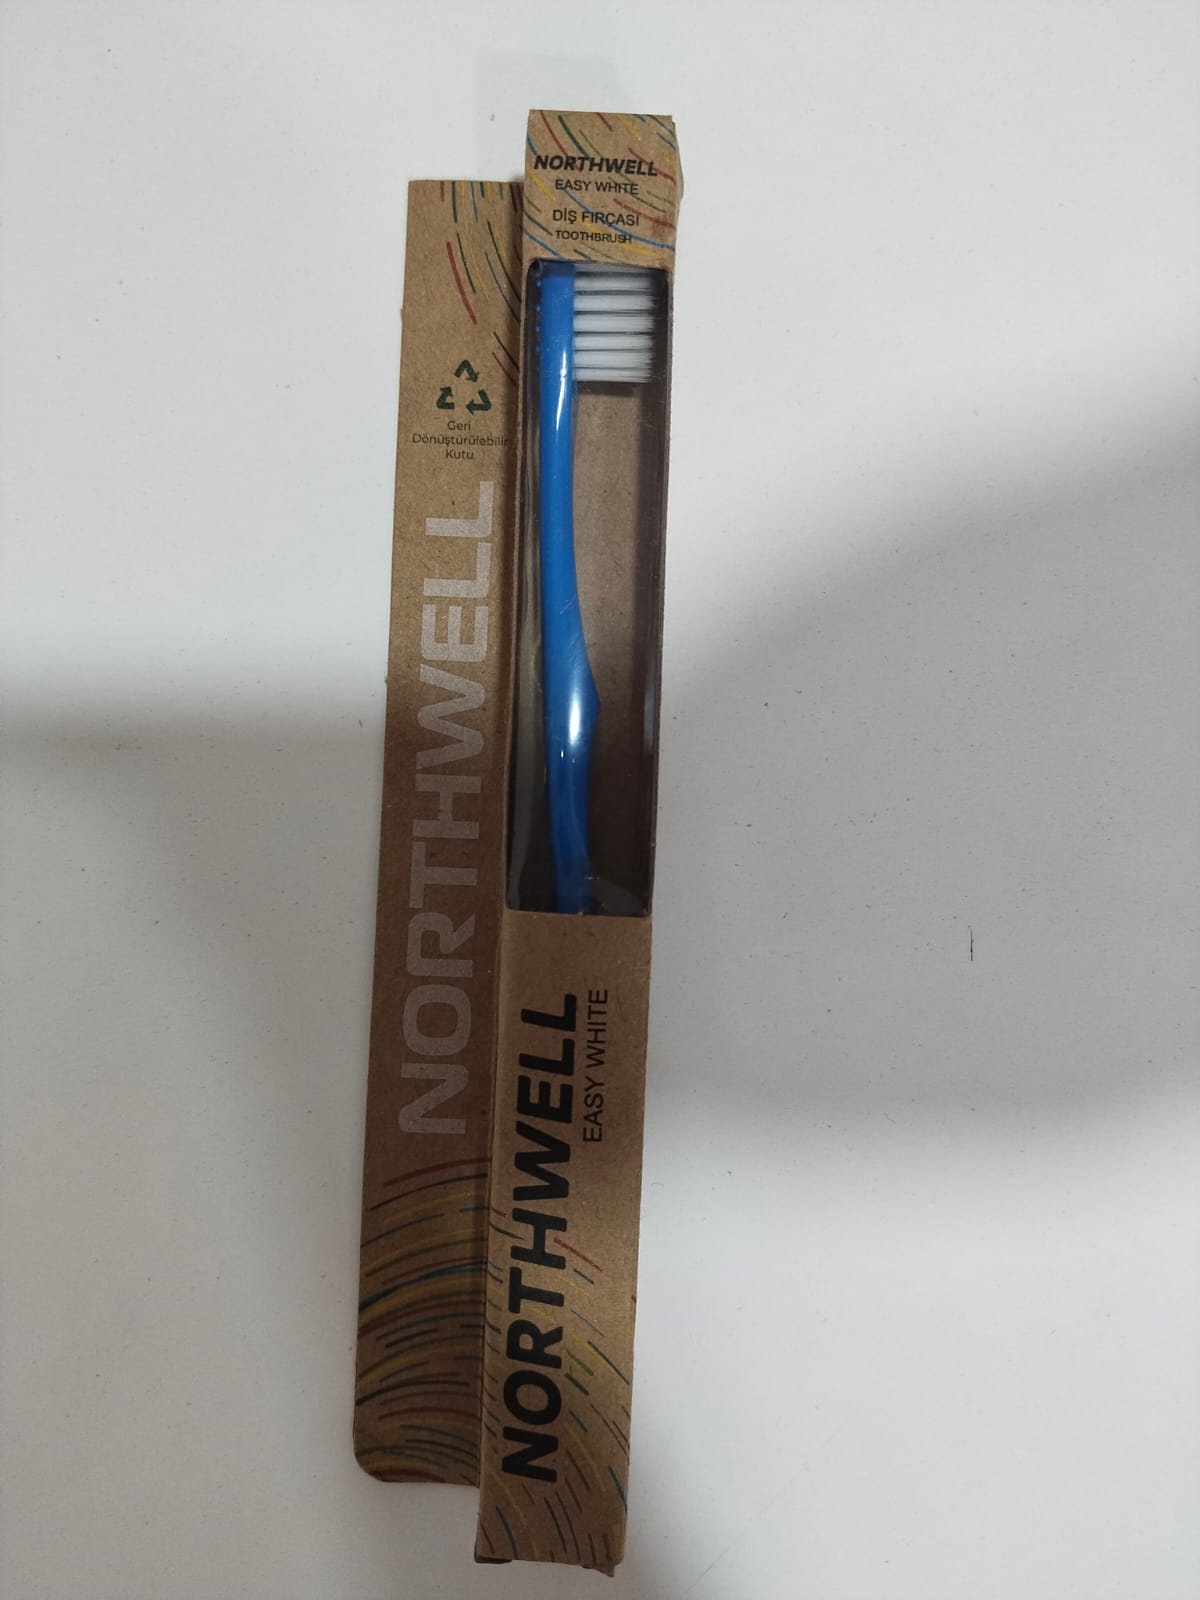 NORTHWELL
EASY WHITE
DİŞ FIRÇASI
TOOTHBRUSH
Geri
Dönüştürülebilir
Kutu
NORTHWELL
NORTHWELL
EASY WHITE